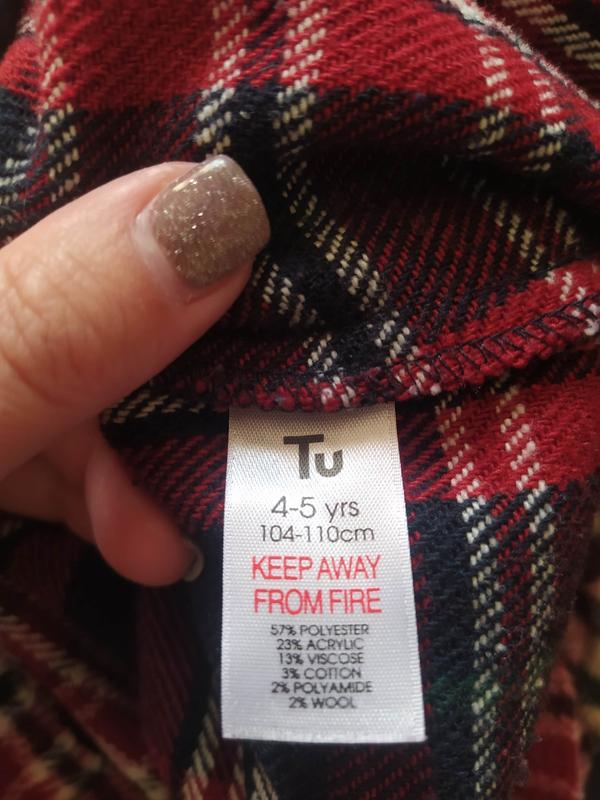 Tu
4-5 yrs
104-110cm
KEEP AWAY
FROM FIRE
57% POLYESTER
23% ACRYLIC
13% VISCOSE
3% COTTON
2% POLYAMIDE
2% WOOL